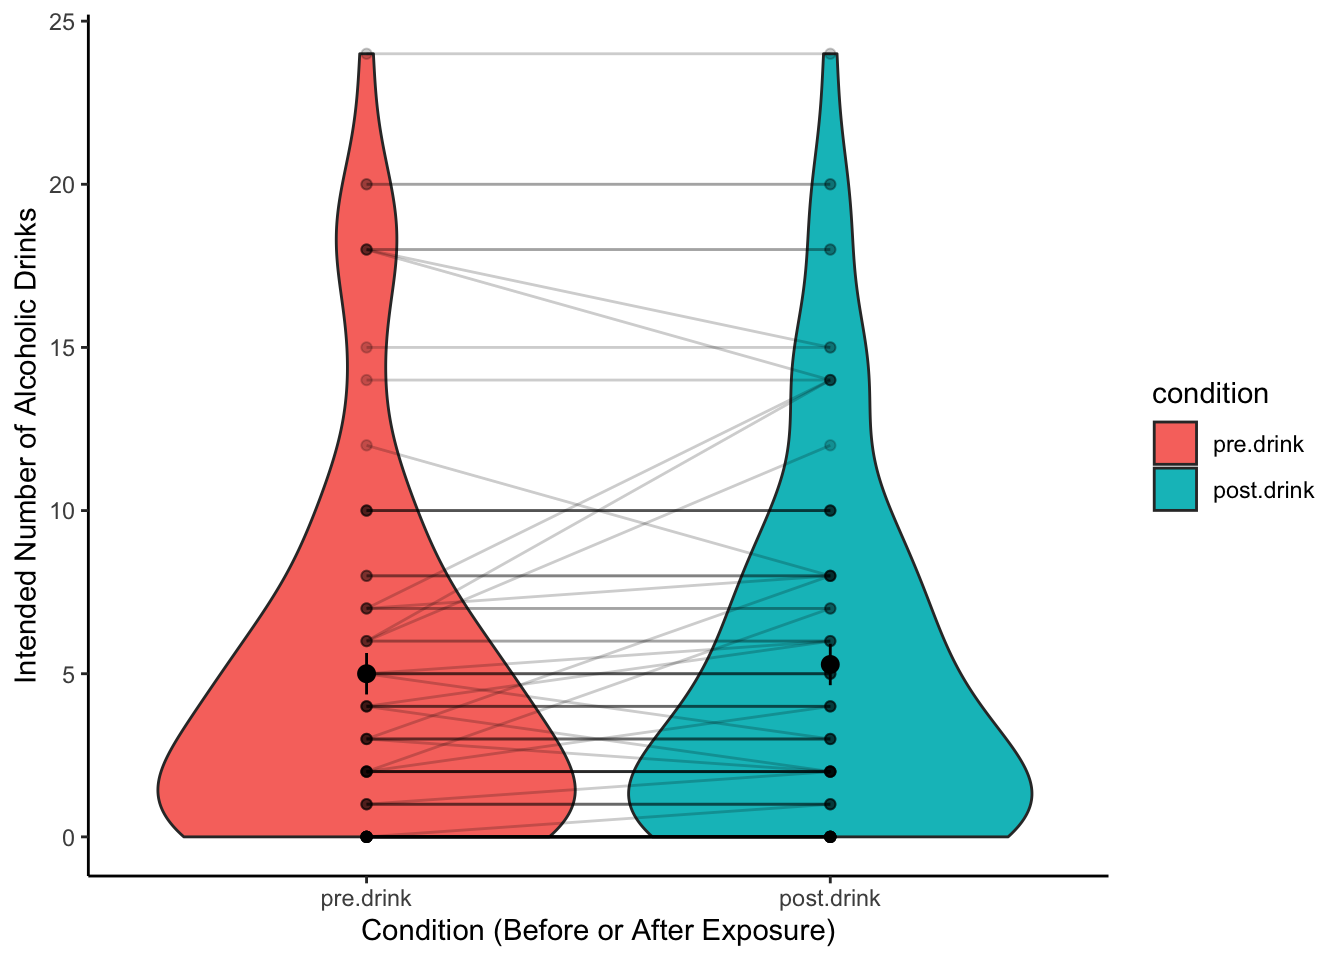 25
20
15
10
5
0
Intended Number of Alcoholic Drinks
pre.drink
post.drink
Condition (Before or After Exposure)
condition
pre.drink
post.drink